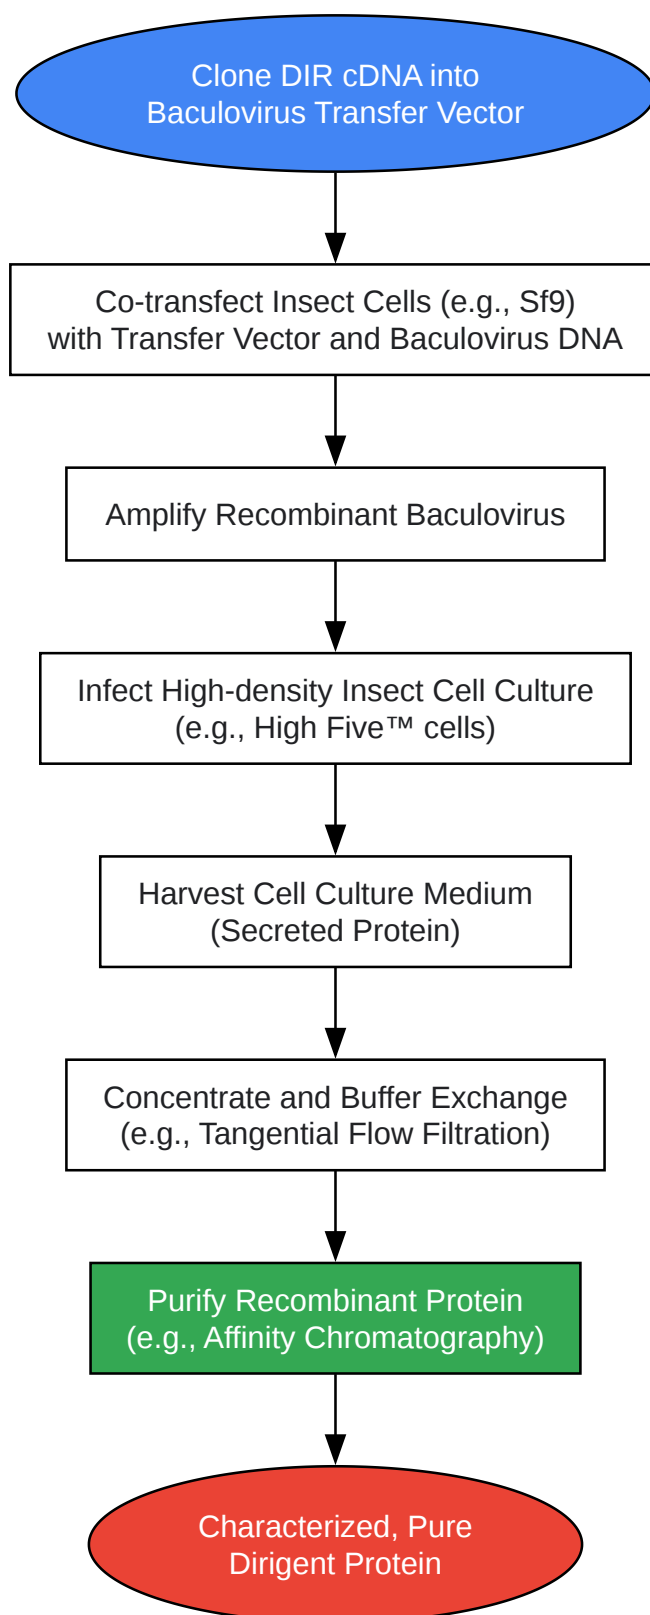 Clone DIR cDNA into
Baculovirus Transfer Vector
Co-transfect Insect Cells (e.g., Sf9)
with Transfer Vector and Baculovirus DNA
Amplify Recombinant Baculovirus
Infect High-density Insect Cell Culture
(e.g., High Five™ cells)
Harvest Cell Culture Medium
(Secreted Protein)
Concentrate and Buffer Exchange
(e.g., Tangential Flow Filtration)
Purify Recombinant Protein
(e.g., Affinity Chromatography)
Characterized, Pure
Dirigent Protein